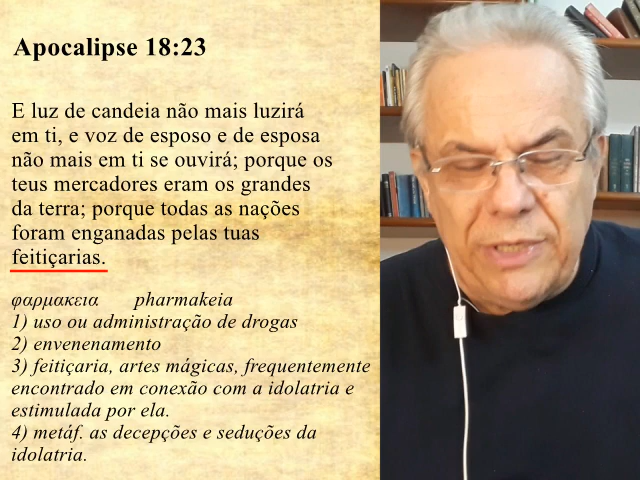 Apocalipse 18:23
E luz de candeia não mais luzirá
em ti, e voz de esposo e de esposa
não mais em ti se ouvirá; porque os
teus mercadores eram os grandes
da terra; porque todas as nações
foram enganadas pelas tuas
feitiçarias.
φαρμακεια pharmakeia
1) uso ou administração de drogas
2) envenenamento
3) feitiçaria, artes mágicas, frequentemente
encontrado em conexão com a idolatria e
estimulada por ela.
4) metáf. as decepções e seduções da
idolatria.